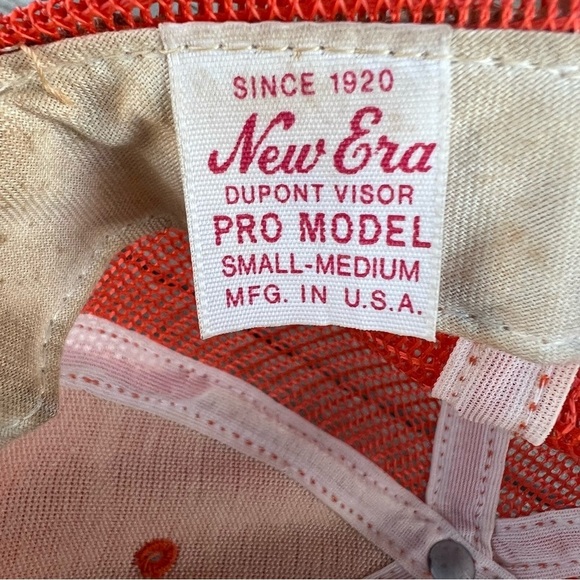 SINCE 1920
New Era
DUPONT VISOR
PRO MODEL
SMALL-MEDIUM
MFG. IN U.S.A.